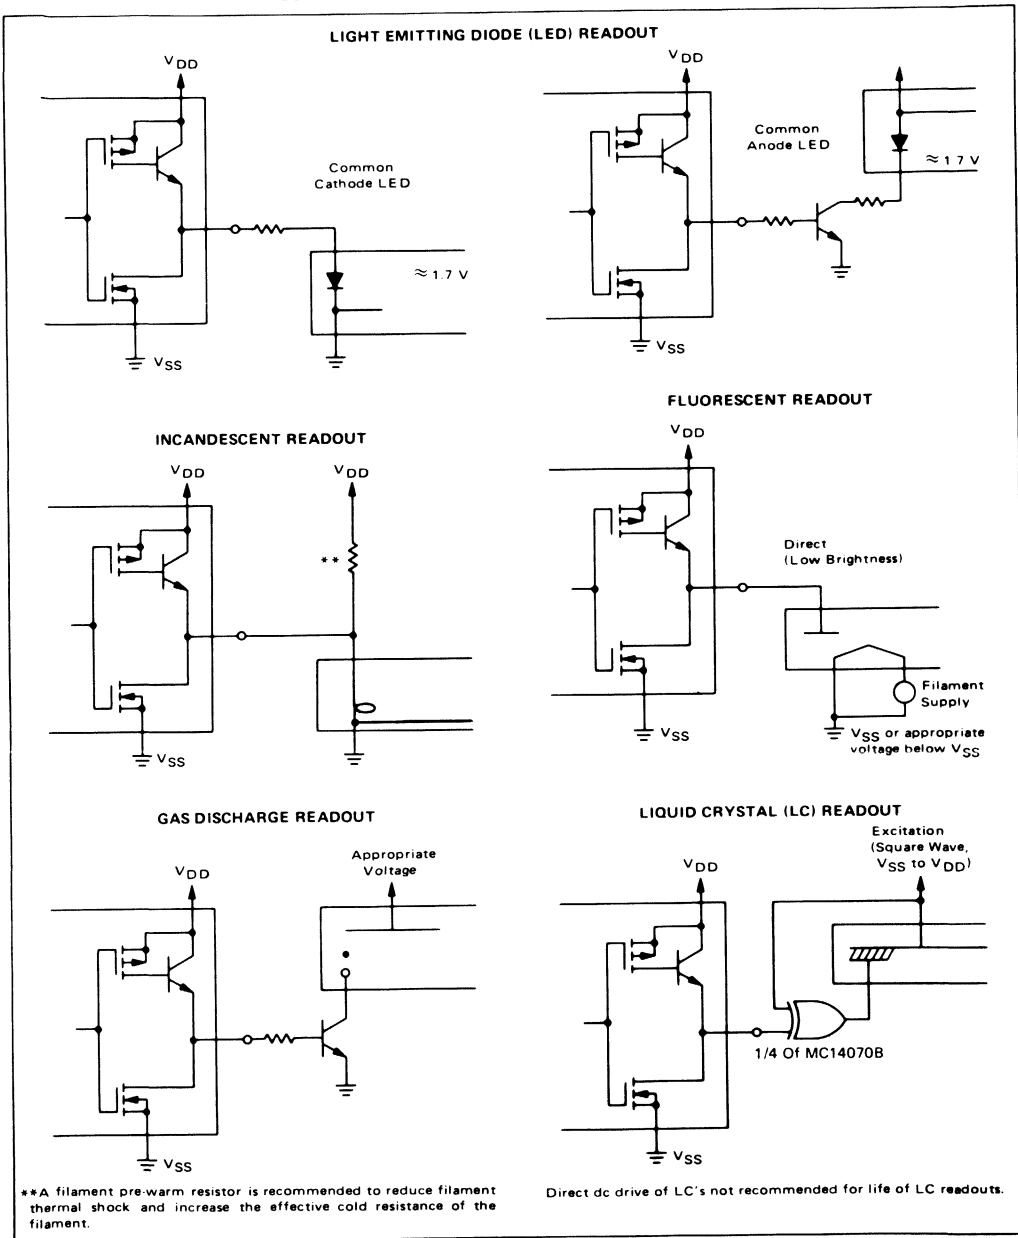 LIGHT EMITTING DIODE (LED) READOUT
VDD
Common
Cathode LED
≈ 1.7 V
VSS
VDD
Common
Anode LED
≈ 1 7 V
VSS
INCANDESCENT READOUT
VDD
VDD
**
VSS
FLUORESCENT READOUT
VDD
Direct
(Low Brightness)
Filament
Supply
VSS or appropriate
voltage below VSS
VSS
GAS DISCHARGE READOUT
VDD
Appropriate
Voltage
VSS
LIQUID CRYSTAL (LC) READOUT
Excitation
(Square Wave,
VSS to VDD)
VDD
1/4 Of MC14070B
VSS
**A filament pre-warm resistor is recommended to reduce filament
thermal shock and increase the effective cold resistance of the
filament.
Direct dc drive of LC's not recommended for life of LC readouts.